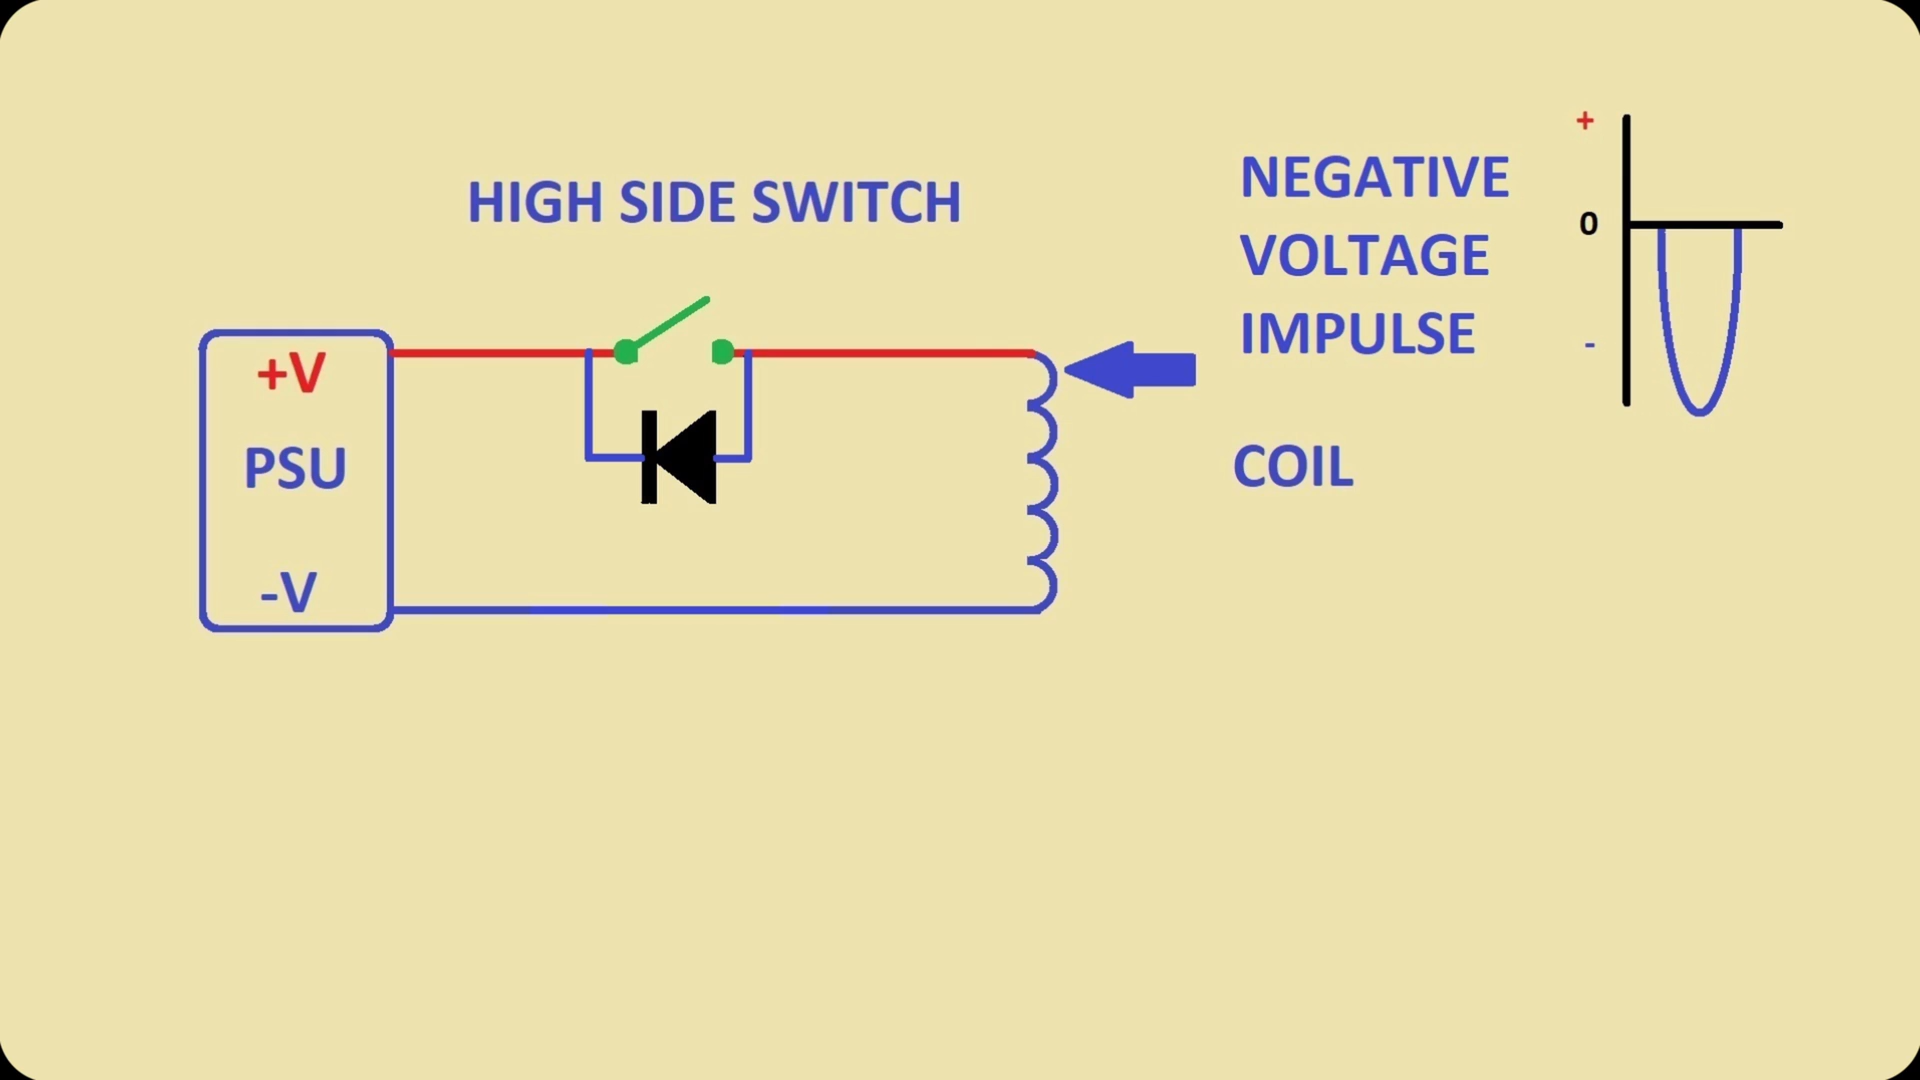 HIGH SIDE SWITCH
+V
PSU
-V
NEGATIVE
VOLTAGE
IMPULSE
COIL
+
0
-